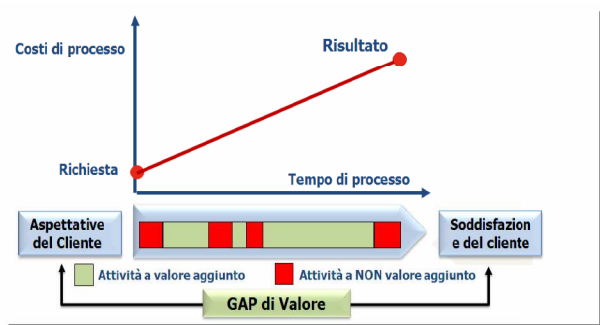 Costi di processo
Risultato
Richiesta
Tempo di processo
Aspettative
del Cliente
Soddisfazion
e del cliente
Attività a valore aggiunto
Attività a NON valore aggiunto
GAP di Valore